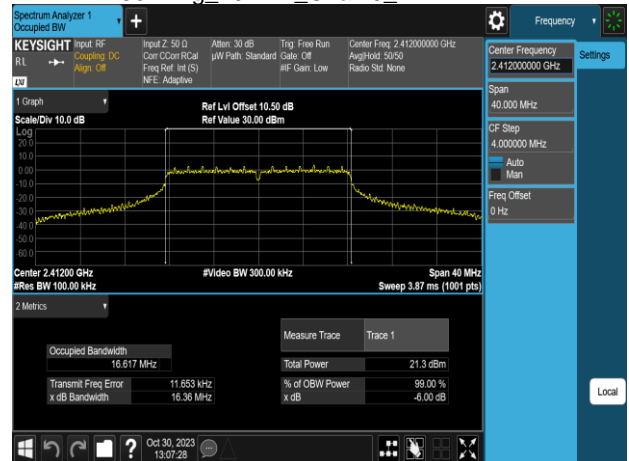 Spectrum Analyzer 1
Occupied BW
+
Frequency
KEYSIGHT
R L
LXI
Input: RF
Coupling: DC
Align: Off
Input Z: 50 Ω
Corr CCorr RCal
Freq Ref: Int (S)
NFE: Adaptive
Atten: 30 dB
µW Path: Standard
Trig: Free Run
Gate: Off
#IF Gain: Low
Center Freq: 2.412000000 GHz
Avg|Hold: 50/50
Radio Std: None
Center Frequency
2.412000000 GHz
Settings
Span
40.000 MHz
CF Step
4.000000 MHz
Auto
Man
Freq Offset
0 Hz
Local
1 Graph
Scale/Div 10.0 dB
Ref Lvl Offset 10.50 dB
Ref Value 30.00 dBm
Log
20.0
10.0
0.00
-10.0
-20.0
-30.0
-40.0
-50.0
-60.0
Center 2.41200 GHz
#Res BW 100.00 kHz
#Video BW 300.00 kHz
Span 40 MHz
Sweep 3.87 ms (1001 pts)
2 Metrics
Measure Trace Trace 1
Occupied Bandwidth
16.617 MHz
Total Power 21.3 dBm
Transmit Freq Error 11.653 kHz
% of OBW Power 99.00 %
x dB Bandwidth 16.36 MHz
x dB -6.00 dB
?
Oct 30, 2023
13:07:28